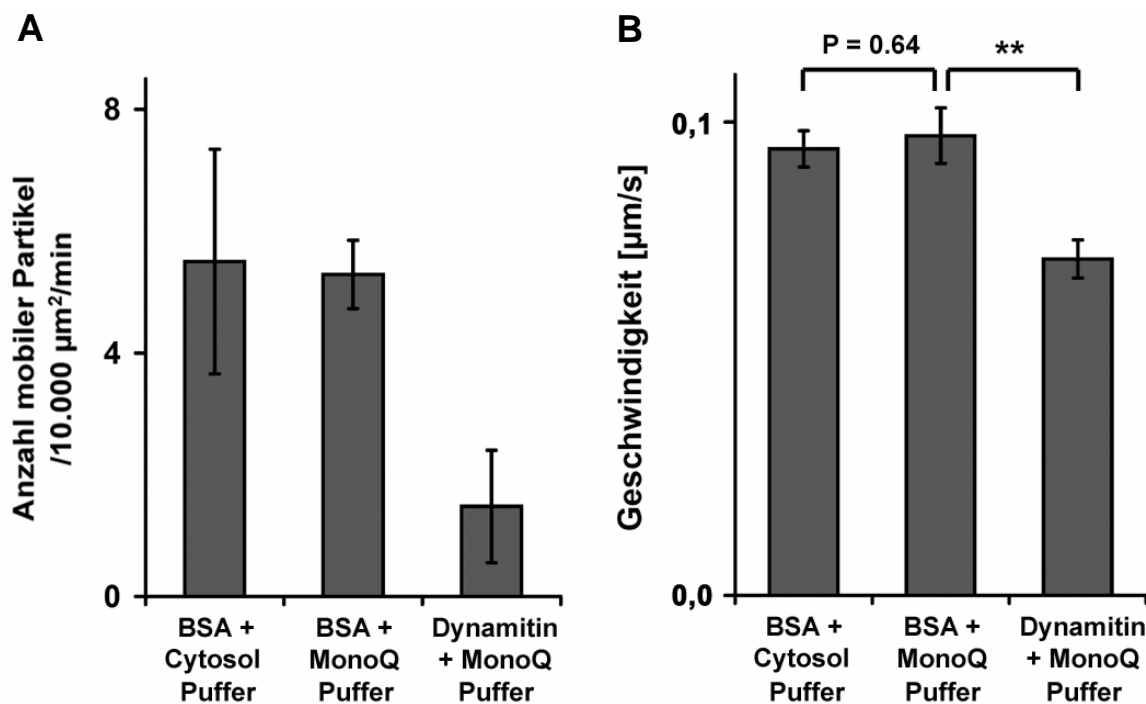 A
Anzahl mobiler Partikel
/10.000 µm²/min
8
4
0
BSA +
Cytosol
Puffer
BSA +
MonoQ
Puffer
Dynamitin
+ MonoQ
Puffer
B
P = 0.64
**
Geschwindigkeit [µm/s]
0,1
0,0
BSA +
Cytosol
Puffer
BSA +
MonoQ
Puffer
Dynamitin
+ MonoQ
Puffer